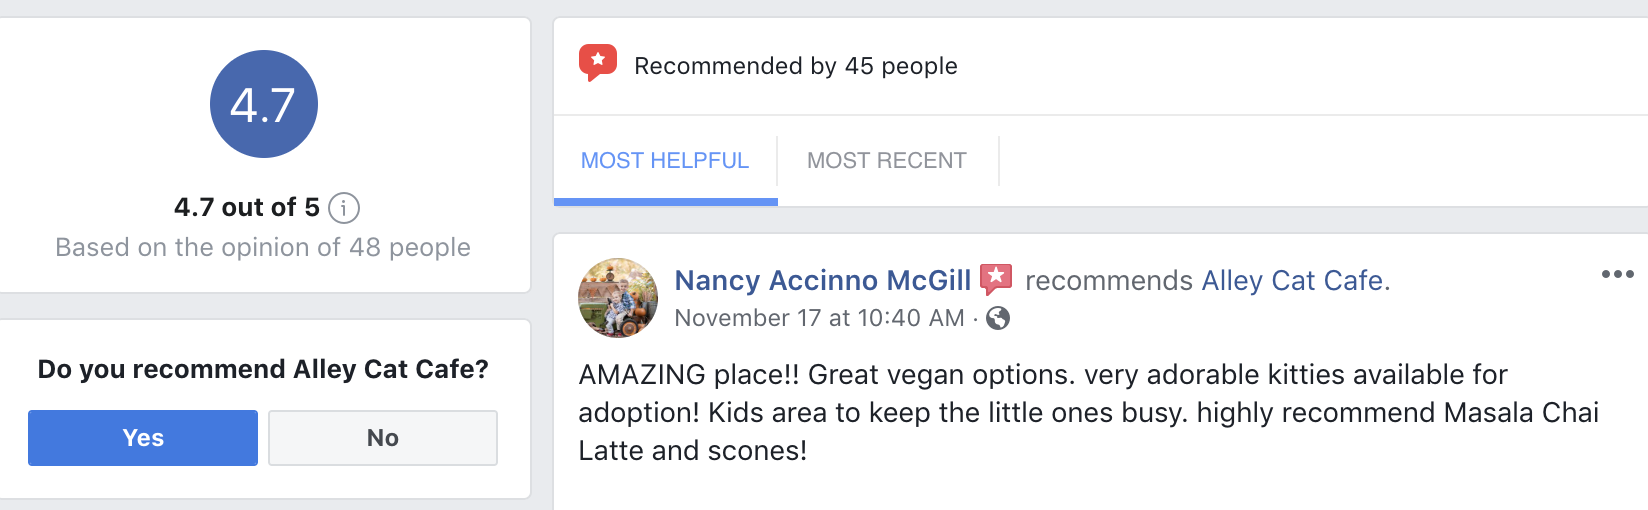 4.7
4.7 out of 5
Based on the opinion of 48 people
Do you recommend Alley Cat Cafe?
Yes No
Recommended by 45 people
MOST HELPFUL MOST RECENT
Nancy Accinno McGill recommends Alley Cat Cafe.
November 17 at 10:40 AM ·
AMAZING place!! Great vegan options. very adorable kitties available for
adoption! Kids area to keep the little ones busy. highly recommend Masala Chai
Latte and scones!